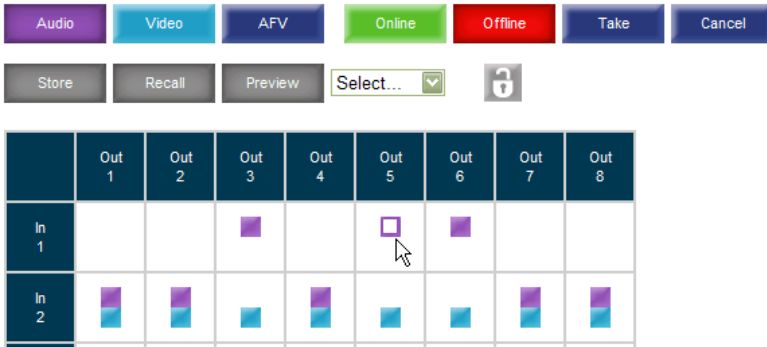 Audio Video AFV Online Offline Take Cancel
Store Recall Preview Select...
Out Out Out Out Out Out Out Out
1 2 3 4 5 6 7 8
In
1
In
2